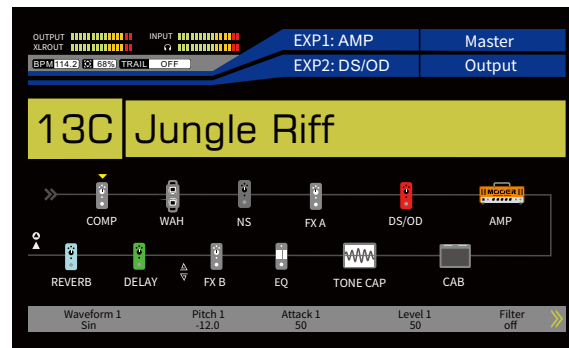 OUTPUT INPUT
XLROUT
BPM 114.2 68% TRAIL OFF
EXP1: AMP Master
EXP2: DS/OD Output
13C Jungle Riff
COMP WAH NS FX A DS/OD AMP
MOOER
REVERB DELAY FX B EQ TONE CAP CAB
Waveform 1 Pitch 1 Attack 1 Level 1 Filter
Sin -12.0 50 50 off